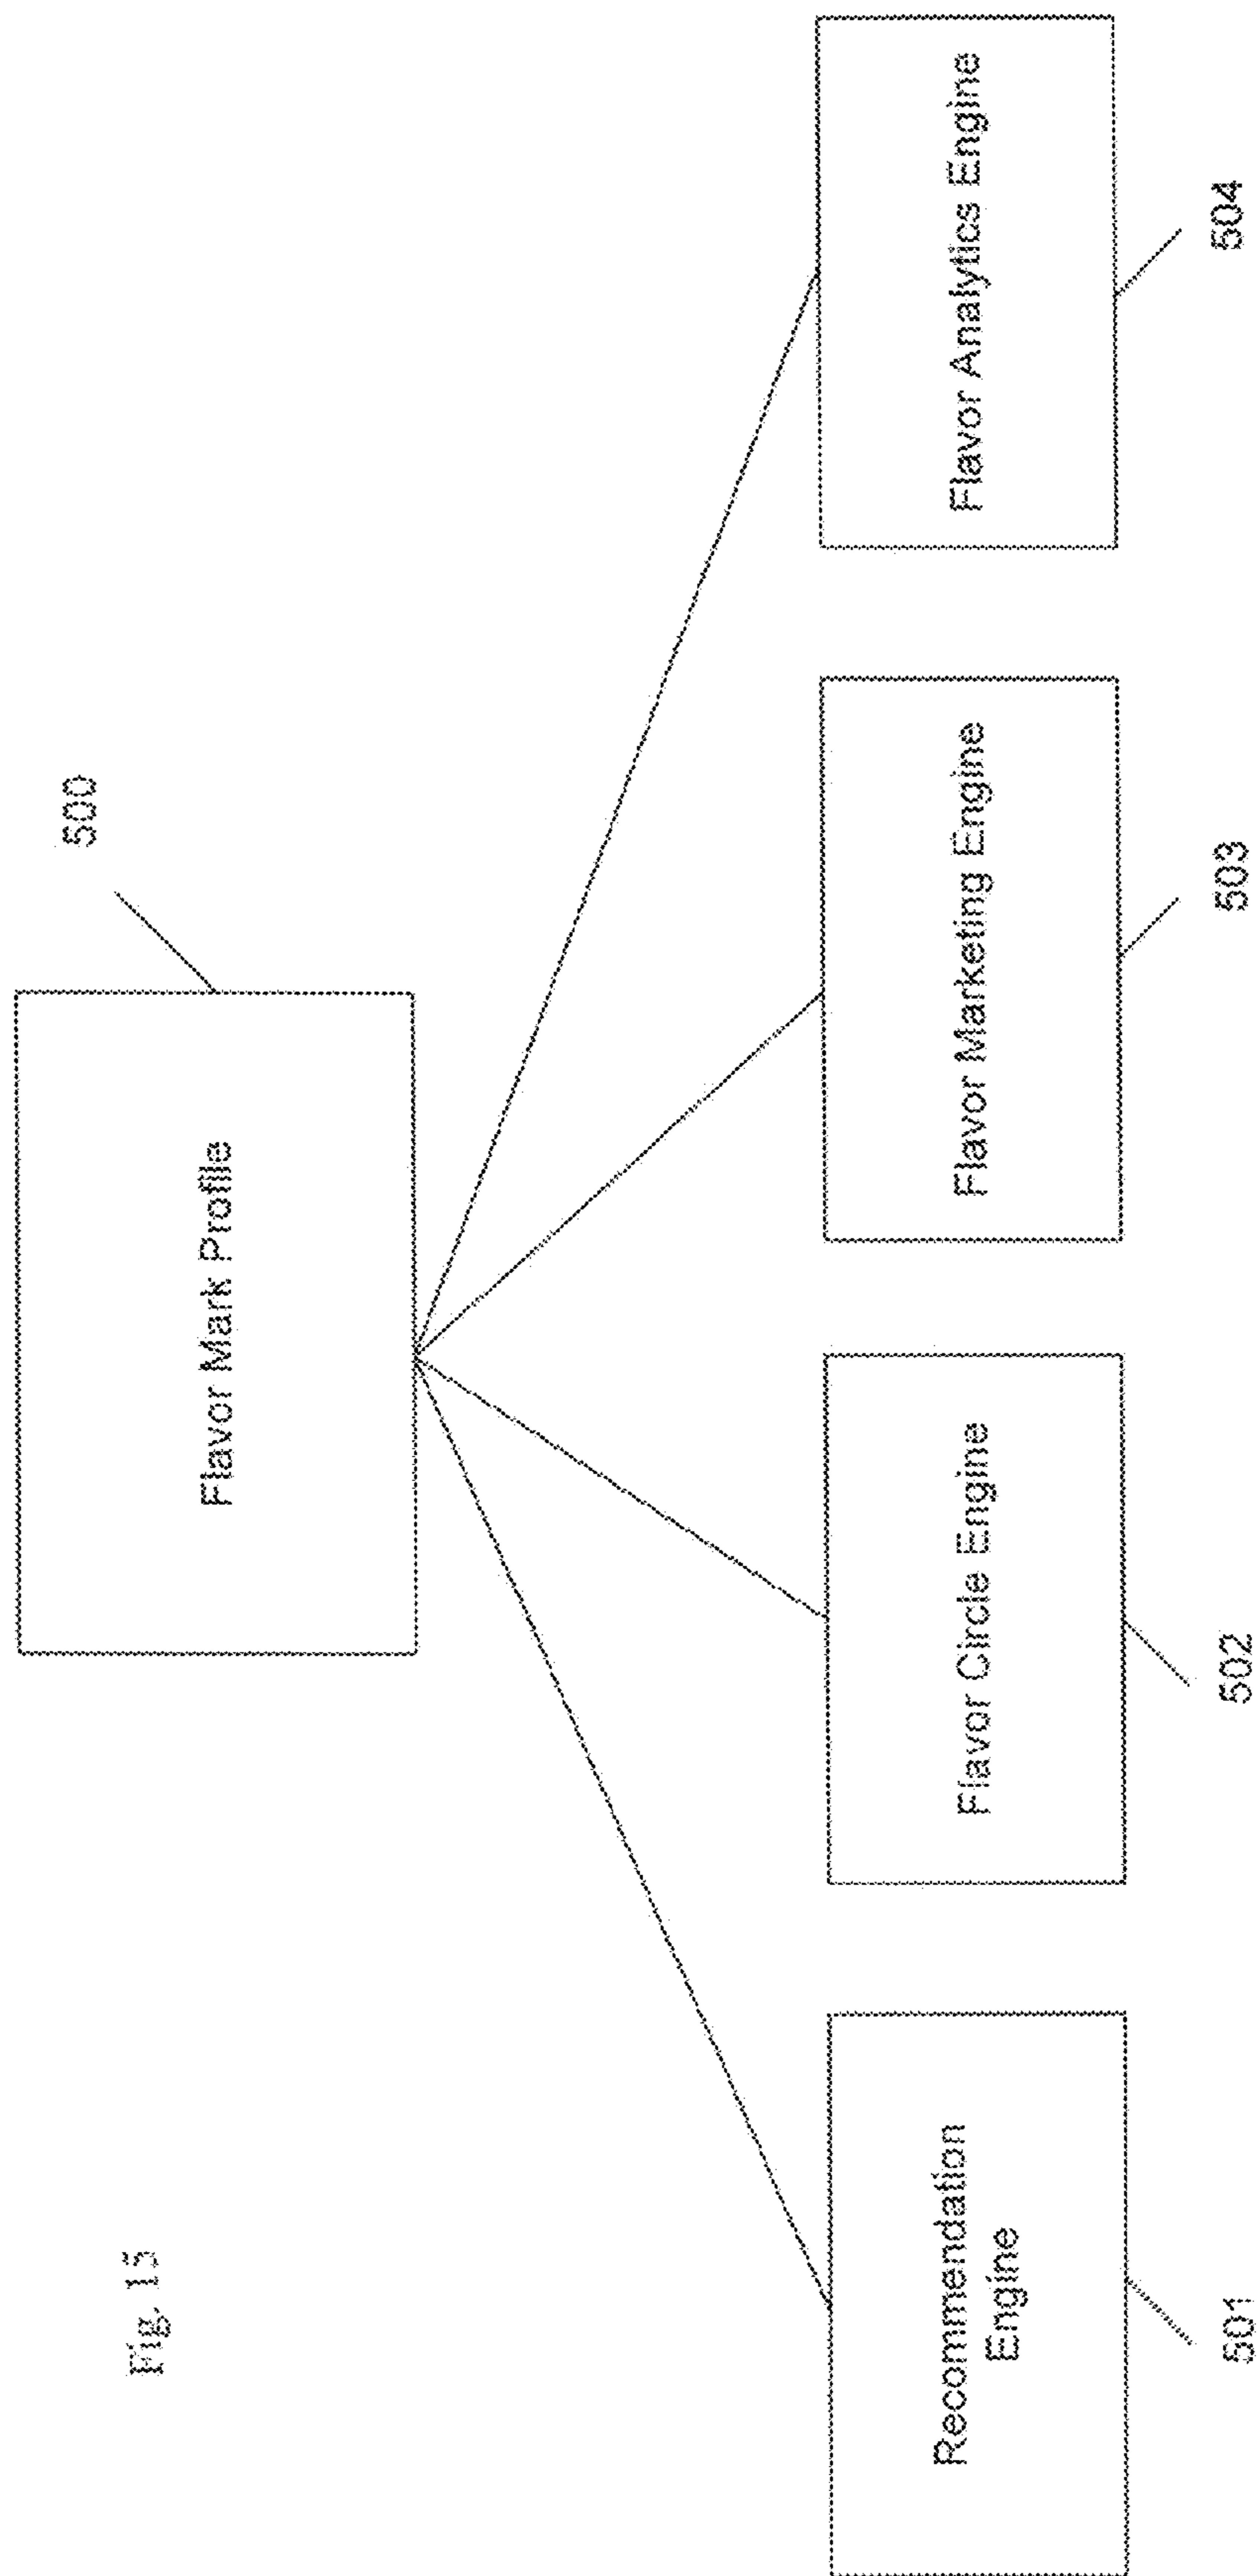 Fig. 15
Flavor Mark Profile
500
Recommendation
Engine
Flavor Circle Engine
Flavor Marketing Engine
Flavor Analytics Engine
501
502
503
504